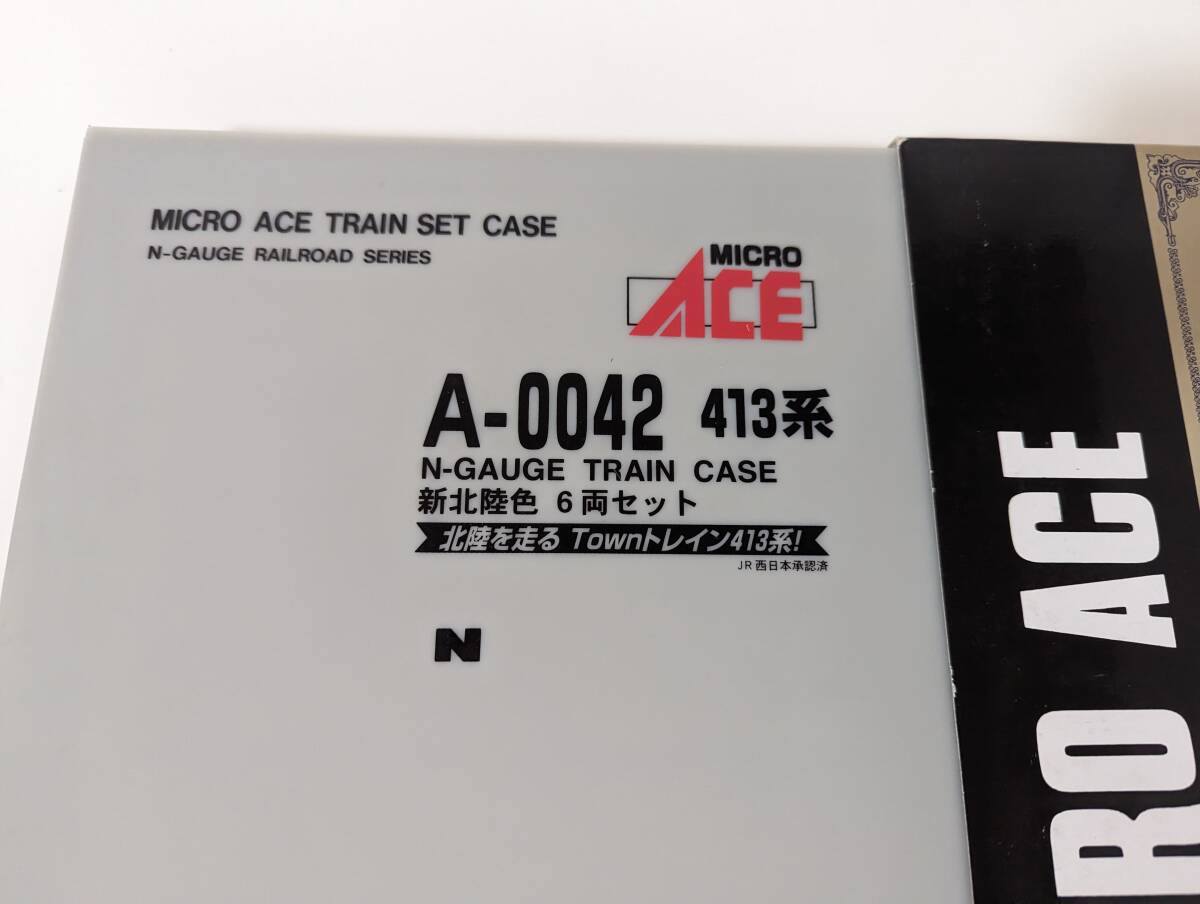 MICRO ACE TRAIN SET CASE
N-GAUGE RAILROAD SERIES
MICRO
ACE
A-0042 413系
N-GAUGE TRAIN CASE
新北陸色 6両セット
北陸を走る Townトレイン413系!
JR西日本承認済
N
RO ACE